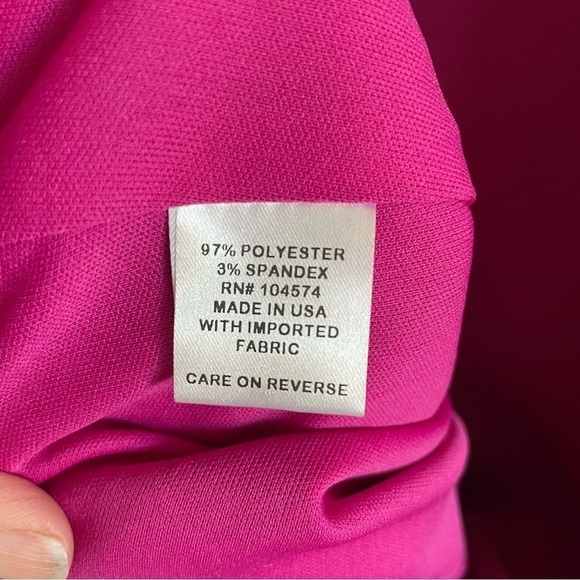 97% POLYESTER
3% SPANDEX
RN# 104574
MADE IN USA
WITH IMPORTED
FABRIC
CARE ON REVERSE